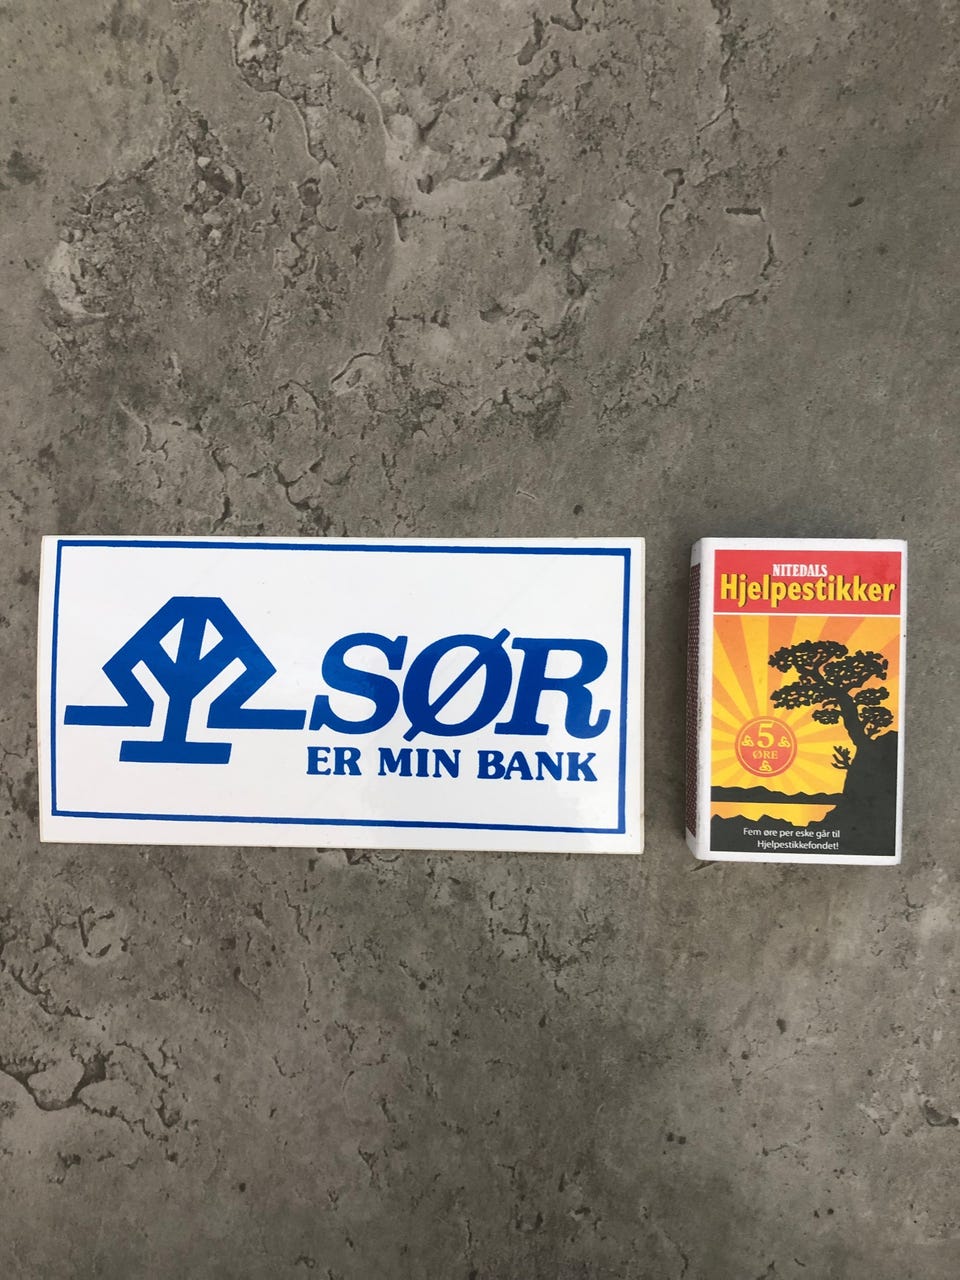 SØR
ER MIN BANK
NITEDALS
Hjelpestikker
5
ØRE
Fem øre per eske går til
Hjelpestikkefondet!